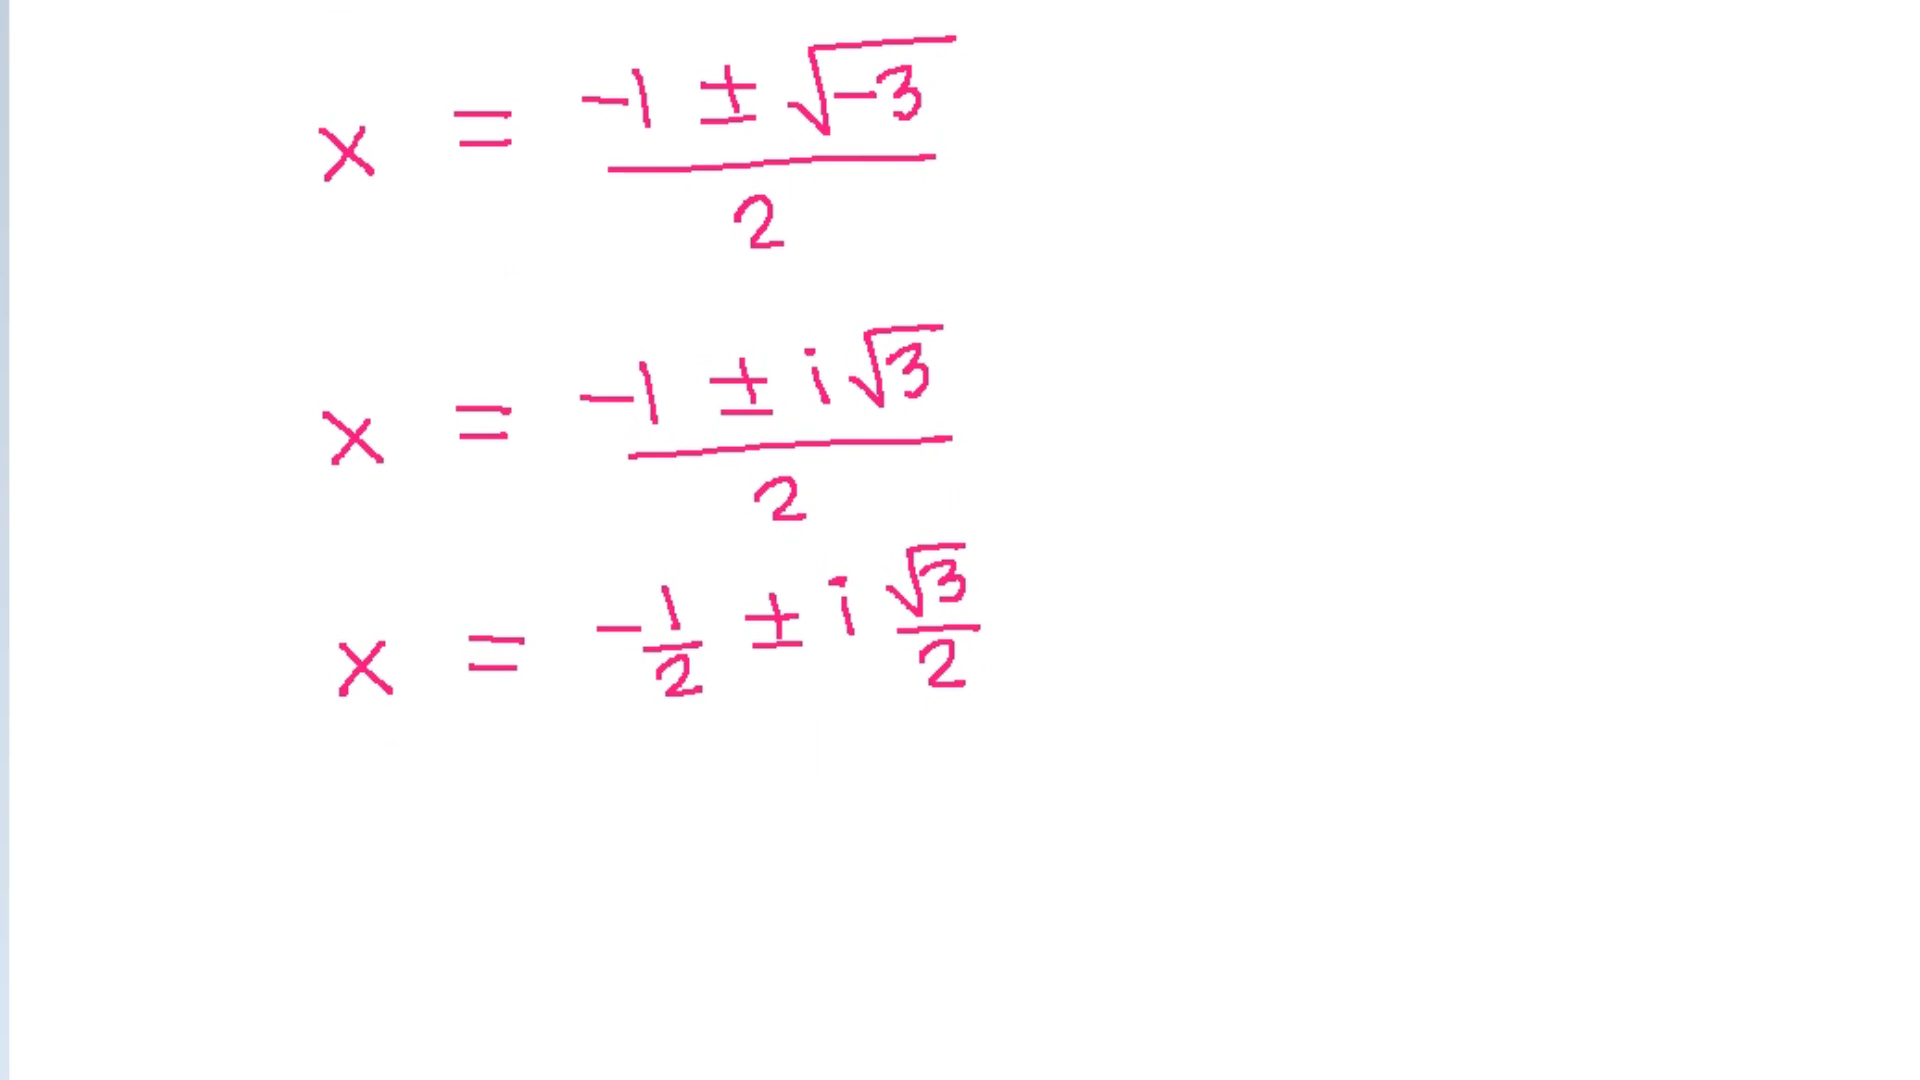 x = (-1 ± √-3) / 2
x = (-1 ± i√3) / 2
x = -1/2 ± i √3/2